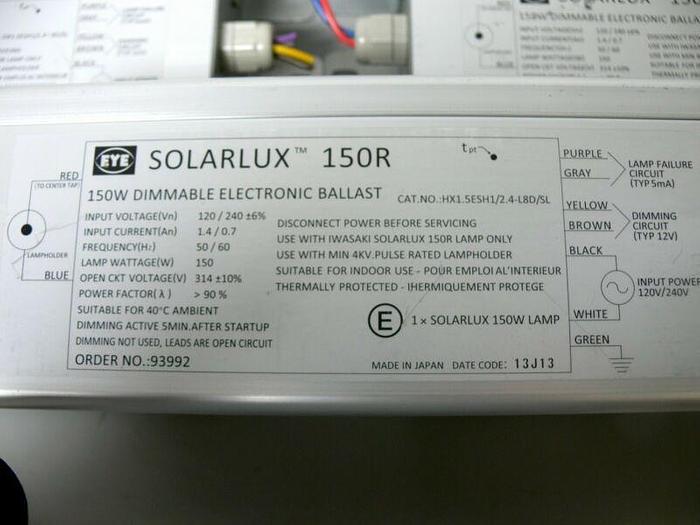 EYE SOLARLUX™ 150R
tpt
150W DIMMABLE ELECTRONIC BALLAST CAT.NO.:HX1.5ESH1/2.4-L8D/SL
INPUT VOLTAGE(Vn) 120 / 240 ±6%
INPUT CURRENT(An) 1.4 / 0.7
FREQUENCY(Hz) 50 / 60
LAMP WATTAGE(W) 150
OPEN CKT VOLTAGE(V) 314 ±10%
POWER FACTOR( λ ) > 90 %
SUITABLE FOR 40°C AMBIENT
DIMMING ACTIVE 5MIN.AFTER STARTUP
DIMMING NOT USED, LEADS ARE OPEN CIRCUIT
ORDER NO.:93992
DISCONNECT POWER BEFORE SERVICING
USE WITH IWASAKI SOLARLUX 150R LAMP ONLY
USE WITH MIN 4KV.PULSE RATED LAMPHOLDER
SUITABLE FOR INDOOR USE - POUR EMPLOI AL'INTERIEUR
THERMALLY PROTECTED - IHERMIQUEMENT PROTEGE
E 1 × SOLARLUX 150W LAMP
MADE IN JAPAN DATE CODE: 13J13
RED
(TO CENTER TAP)
LAMPHOLDER
BLUE
PURPLE
GRAY
LAMP FAILURE
CIRCUIT
(TYP 5mA)
YELLOW
BROWN
DIMMING
CIRCUIT
(TYP 12V)
BLACK
INPUT POWER
120V/240V
WHITE
GREEN